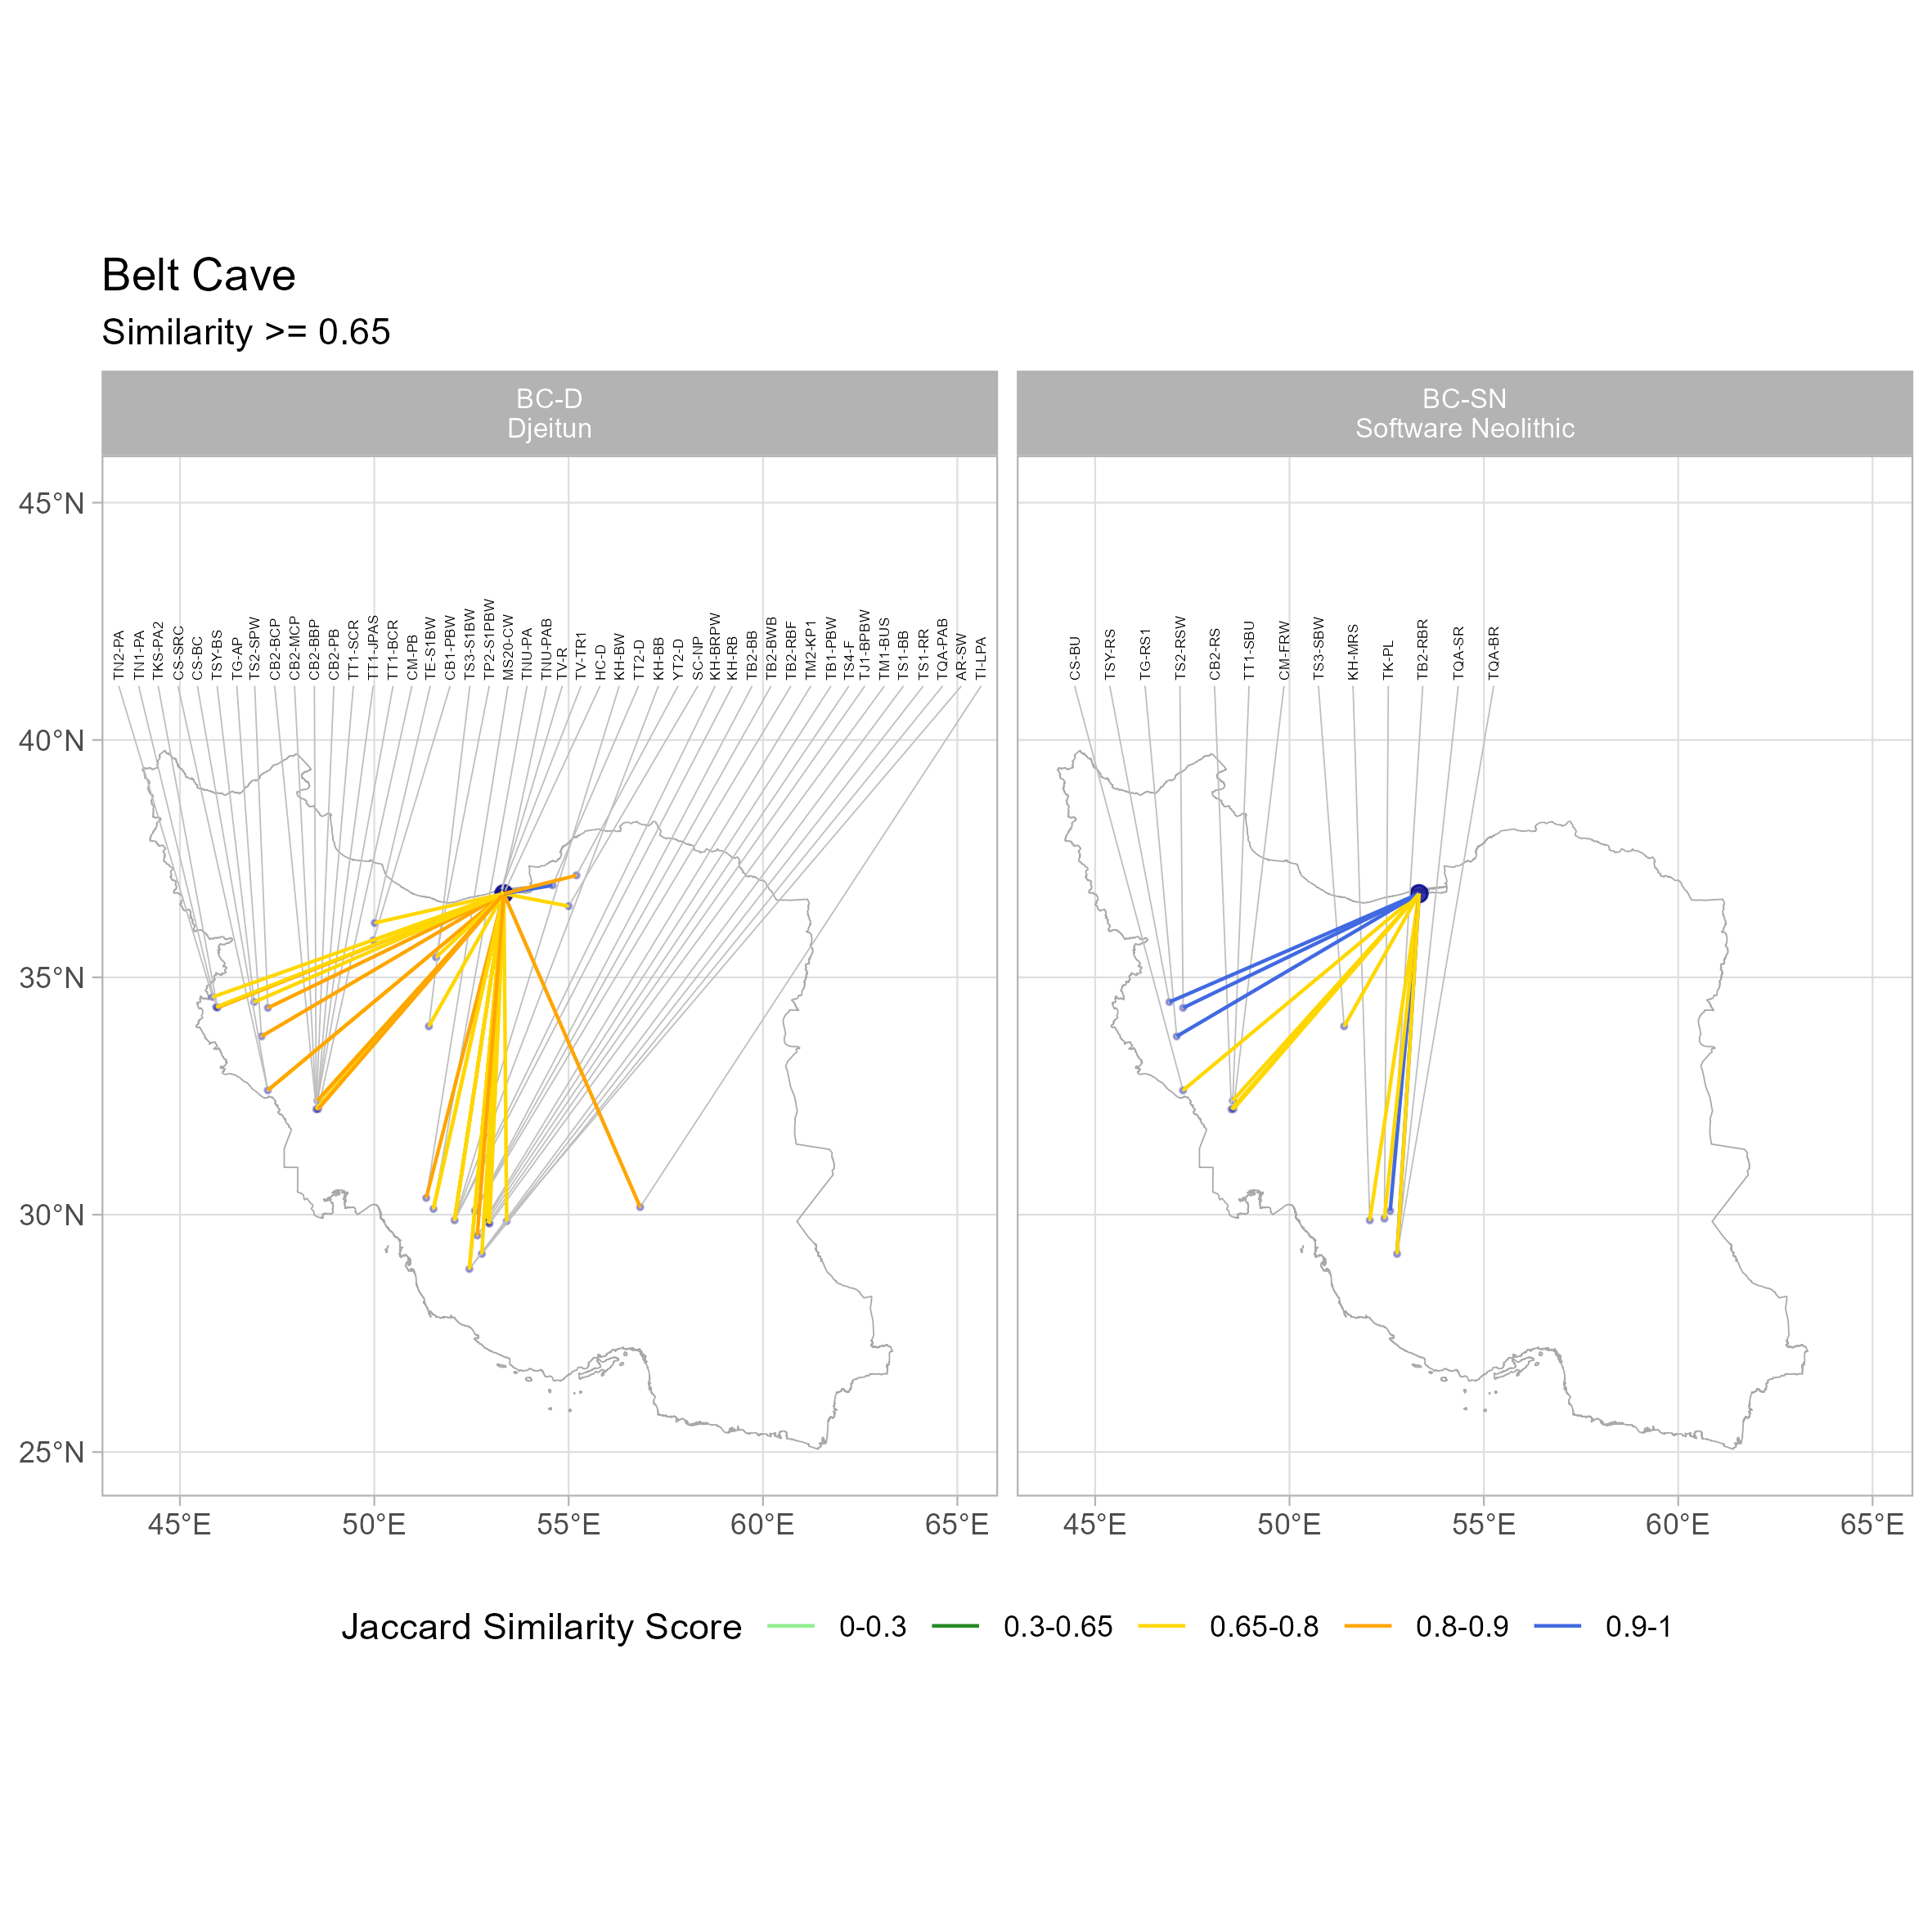 Belt Cave
Similarity >= 0.65
BC-D
Djeitun
BC-SN
Software Neolithic
45°N
40°N
35°N
30°N
25°N
TN2-PA
TN1-PA
TKS-PA2
CS-SRC
CS-BC
TSY-BS
TG-AP
TS2-SPW
CB2-BCP
CB2-MCP
CB2-BBP
CB2-PB
TT1-SCR
TT1-JPAS
TT1-BCR
CM-PB
TE-S1BW
CB1-PBW
TS3-S1BW
TP2-S1PBW
MS20-CW
TNU-PA
TNU-PAB
TV-R
TV-TR1
HC-D
KH-BW
TT2-D
KH-BB
YT2-D
SC-NP
KH-BRPW
KH-RB
TB2-BB
TB2-BWB
TB2-RBF
TM2-KP1
TB1-PBW
TS4-F
TJ1-BPBW
TM1-BUS
TS1-BB
TS1-RR
TQA-PAB
AR-SW
TI-LPA
CS-BU
TSY-RS
TG-RS1
TS2-RSW
CB2-RS
TT1-SBU
CM-FRW
TS3-SBW
KH-MRS
TK-PL
TB2-RBR
TQA-SR
TQA-BR
45°E 50°E 55°E 60°E 65°E
45°E 50°E 55°E 60°E 65°E
Jaccard Similarity Score 0-0.3 0.3-0.65 0.65-0.8 0.8-0.9 0.9-1